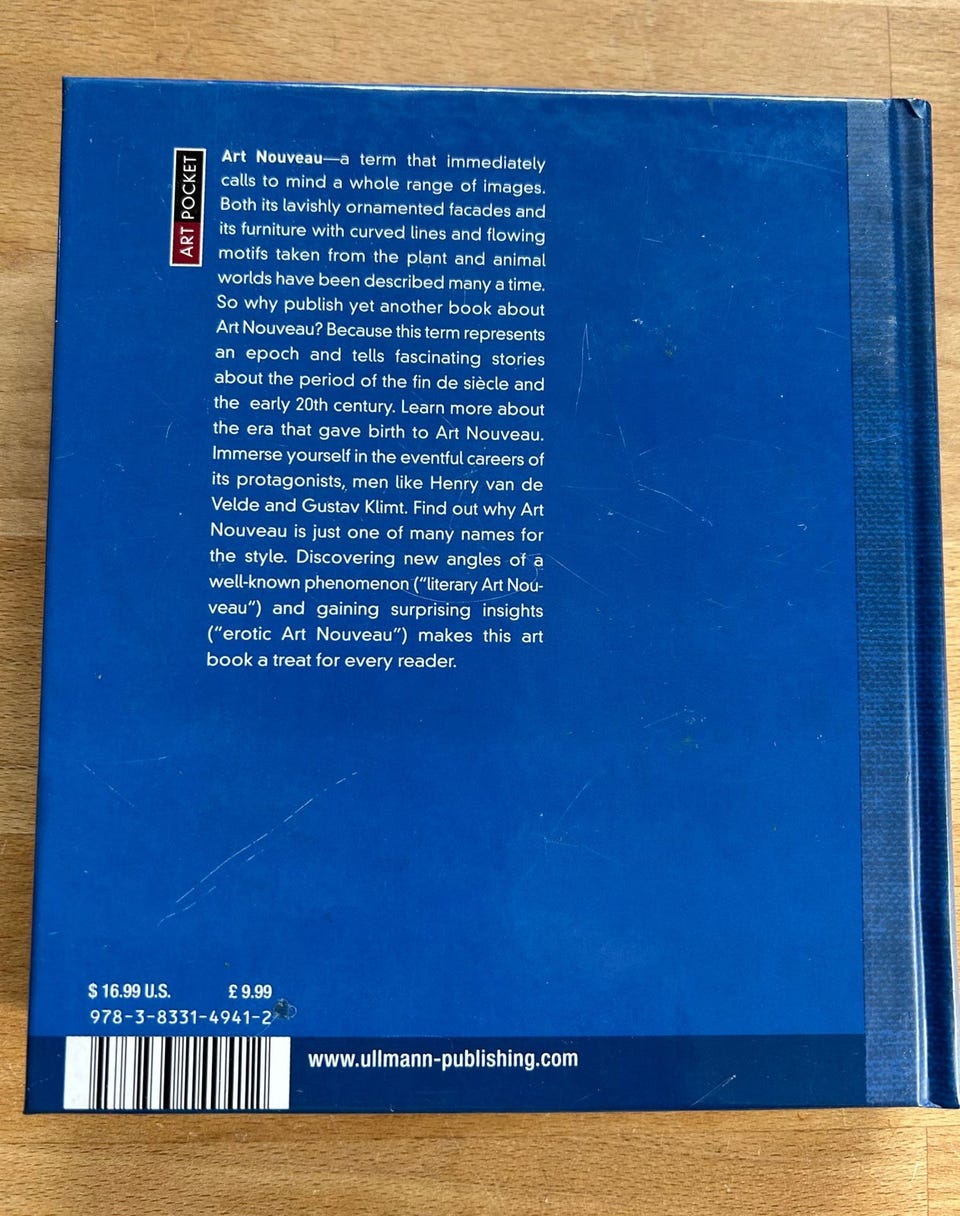 ART POCKET
Art Nouveau—a term that immediately
calls to mind a whole range of images.
Both its lavishly ornamented facades and
its furniture with curved lines and flowing
motifs taken from the plant and animal
worlds have been described many a time.
So why publish yet another book about
Art Nouveau? Because this term represents
an epoch and tells fascinating stories
about the period of the fin de siècle and
the early 20th century. Learn more about
the era that gave birth to Art Nouveau.
Immerse yourself in the eventful careers of
its protagonists, men like Henry van de
Velde and Gustav Klimt. Find out why Art
Nouveau is just one of many names for
the style. Discovering new angles of a
well-known phenomenon (“literary Art Nou-
veau”) and gaining surprising insights
(“erotic Art Nouveau”) makes this art
book a treat for every reader.
$ 16.99 U.S. £ 9.99
978-3-8331-4941-2
www.ullmann-publishing.com